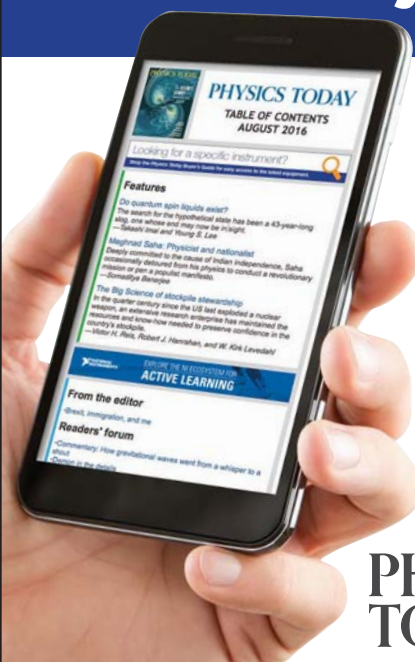 PHYSICS TODAY
PHYSICS TODAY
TABLE OF CONTENTS
AUGUST 2016
Looking for a specific instrument?
Shop the Physics Today Buyer's Guide for easy access to the latest equipment.
Features
Do quantum spin liquids exist?
The search for the hypothetical state has been a 43-year-long
slog, one whose end may now be in sight.
—Takashi Imai and Young S. Lee
Meghnad Saha: Physicist and nationalist
Deeply committed to the cause of Indian independence, Saha
occasionally detoured from his physics to conduct a revolutionary
mission or pen a populist manifesto.
—Somaditya Banerjee
The Big Science of stockpile stewardship
In the quarter century since the US last exploded a nuclear
weapon, an extensive research enterprise has maintained the
resources and know-how needed to preserve confidence in the
country's stockpile.
—Victor H. Reis, Robert J. Hanrahan, and W. Kirk Levedahl
NATIONAL INSTRUMENTS
EXPLORE THE NI ECOSYSTEM FOR
ACTIVE LEARNING
From the editor
•Brexit, immigration, and me
Readers' forum
•Commentary: How gravitational waves went from a whisper to a
shout
•Demon in the details
PH
TO